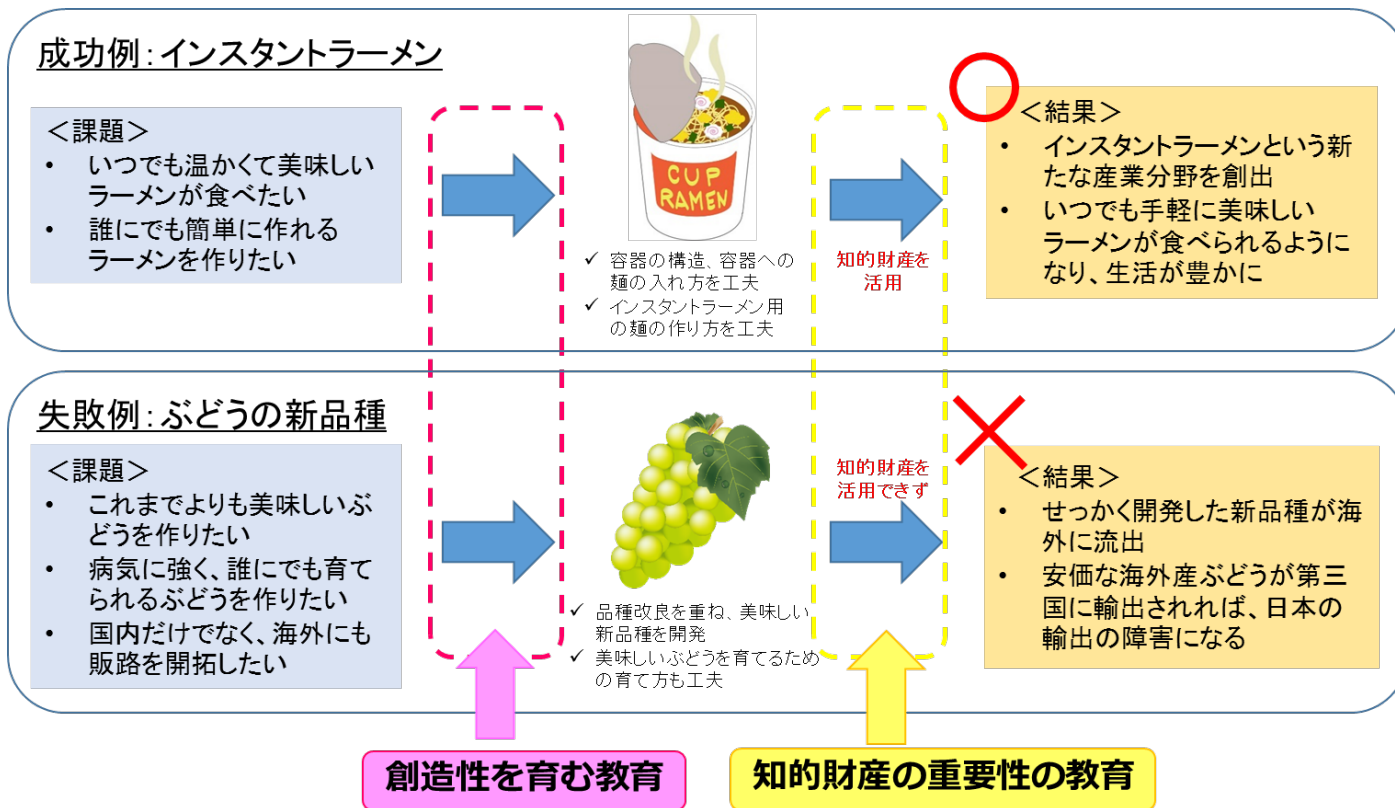 成功例：インスタントラーメン
＜課題＞
• いつでも温かくて美味しい
ラーメンが食べたい
• 誰にでも簡単に作れる
ラーメンを作りたい
CUP
RAMEN
✓ 容器の構造、容器への
麺の入れ方を工夫
✓ インスタントラーメン用
の麺の作り方を工夫
知的財産を
活用
＜結果＞
• インスタントラーメンという新
たな産業分野を創出
• いつでも手軽に美味しい
ラーメンが食べられるように
なり、生活が豊かに
失敗例：ぶどうの新品種
＜課題＞
• これまでよりも美味しいぶ
どうを作りたい
• 病気に強く、誰にでも育て
られるぶどうを作りたい
• 国内だけでなく、海外にも
販路を開拓したい
✓ 品種改良を重ね、美味しい
新品種を開発
✓ 美味しいぶどうを育てるため
の育て方も工夫
知的財産を
活用できず
＜結果＞
• せっかく開発した新品種が海
外に流出
• 安価な海外産ぶどうが第三
国に輸出されれば、日本の
輸出の障害になる
創造性を育む教育
知的財産の重要性の教育